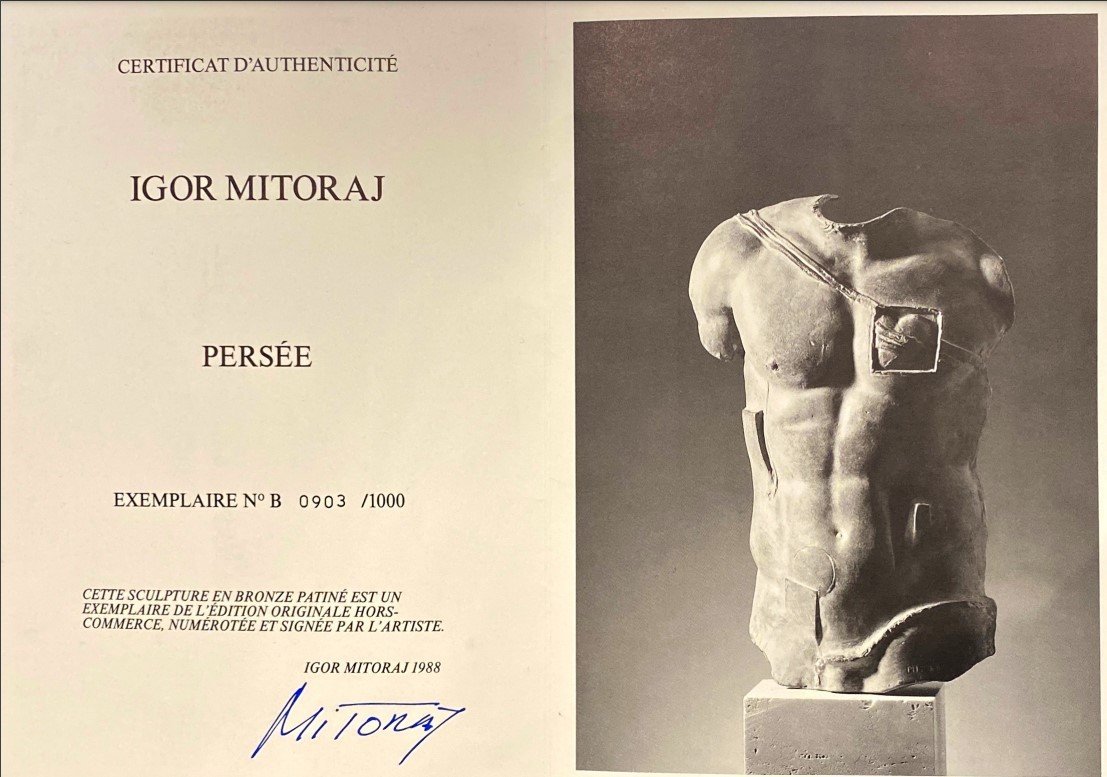 CERTIFICAT D'AUTHENTICITÉ
IGOR MITORAJ
PERSÉE
EXEMPLAIRE Nº B 0903 /1000
CETTE SCULPTURE EN BRONZE PATINÉ EST UN
EXEMPLAIRE DE L'ÉDITION ORIGINALE HORS-
COMMERCE, NUMÉROTÉE ET SIGNÉE PAR L'ARTISTE.
IGOR MITORAJ 1988
MITORAJ